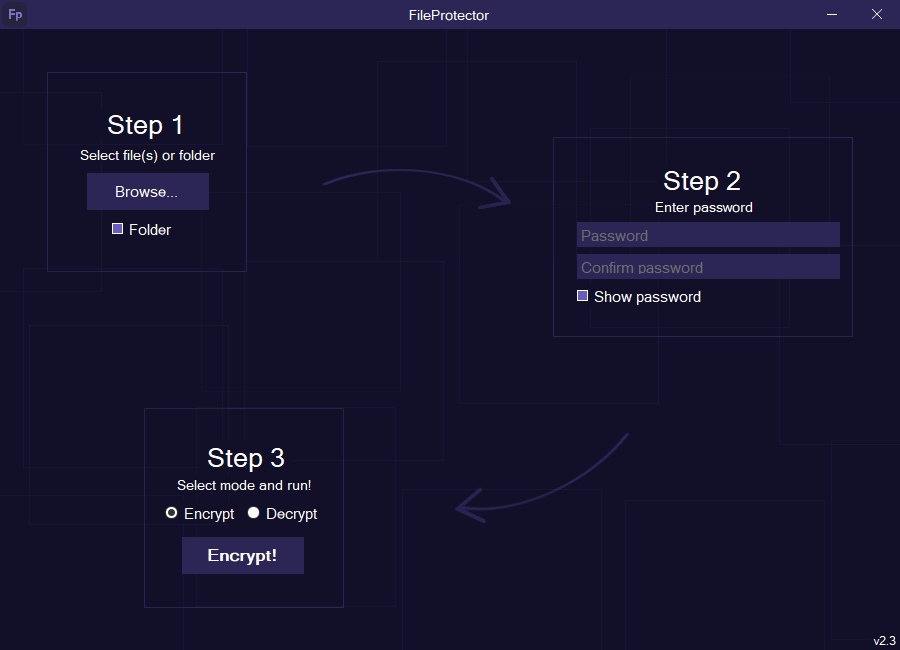 Fp
FileProtector
Step 1
Select file(s) or folder
Browse...
Folder
Step 2
Enter password
Password
Confirm password
Show password
Step 3
Select mode and run!
Encrypt Decrypt
Encrypt!
v2.3